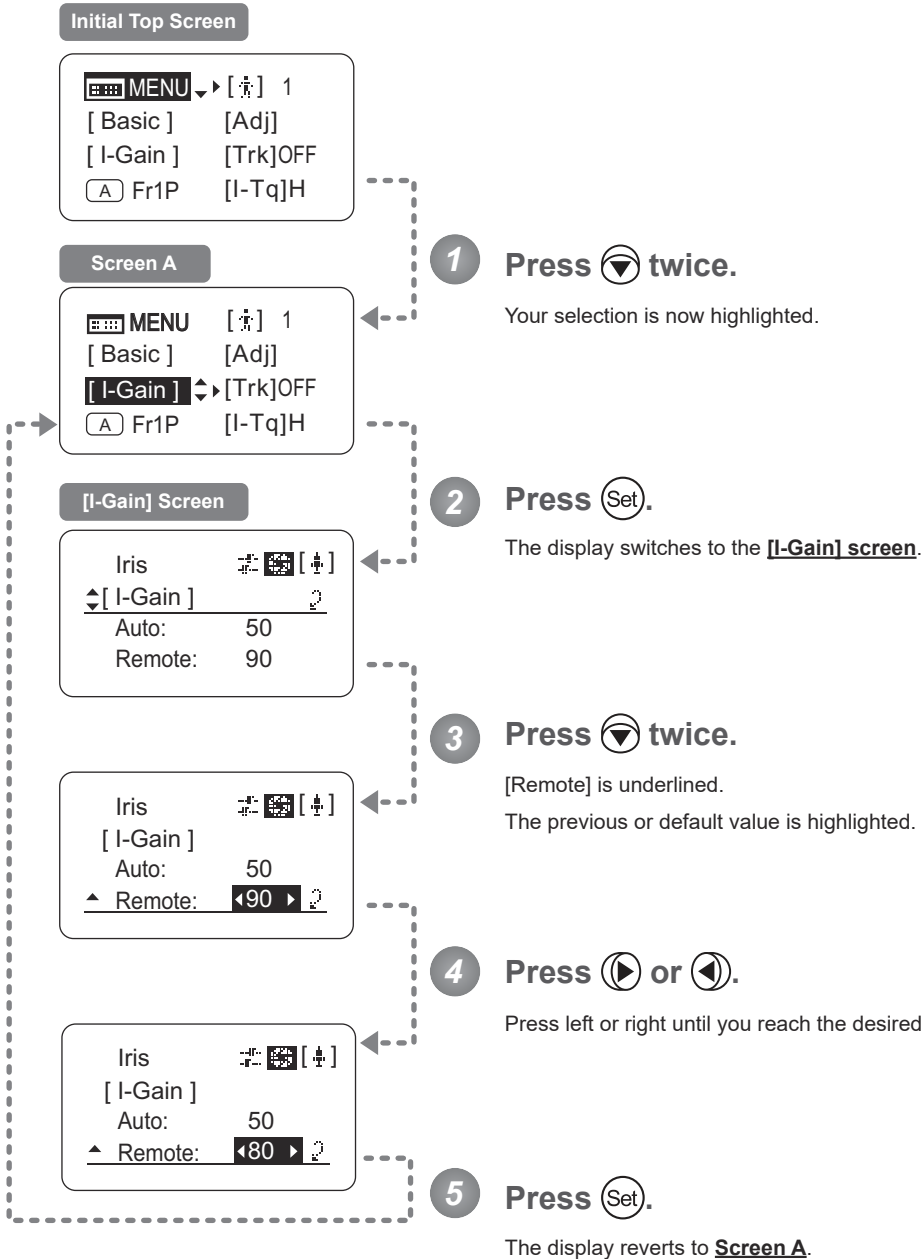 Initial Top Screen
MENU [ ] 1
[ Basic ] [Adj]
[ I-Gain ] [Trk]OFF
A Fr1P [I-Tq]H
1 Press twice.
Your selection is now highlighted.
Screen A
MENU [ ] 1
[ Basic ] [Adj]
[ I-Gain ] [Trk]OFF
A Fr1P [I-Tq]H
2 Press Set.
The display switches to the [I-Gain] screen.
[I-Gain] Screen
Iris [ ]
[ I-Gain ]
Auto: 50
Remote: 90
3 Press twice.
[Remote] is underlined.
The previous or default value is highlighted.
Iris [ ]
[ I-Gain ]
Auto: 50
Remote: 90
4 Press or .
Press left or right until you reach the desired
Iris [ ]
[ I-Gain ]
Auto: 50
Remote: 80
5 Press Set.
The display reverts to Screen A.